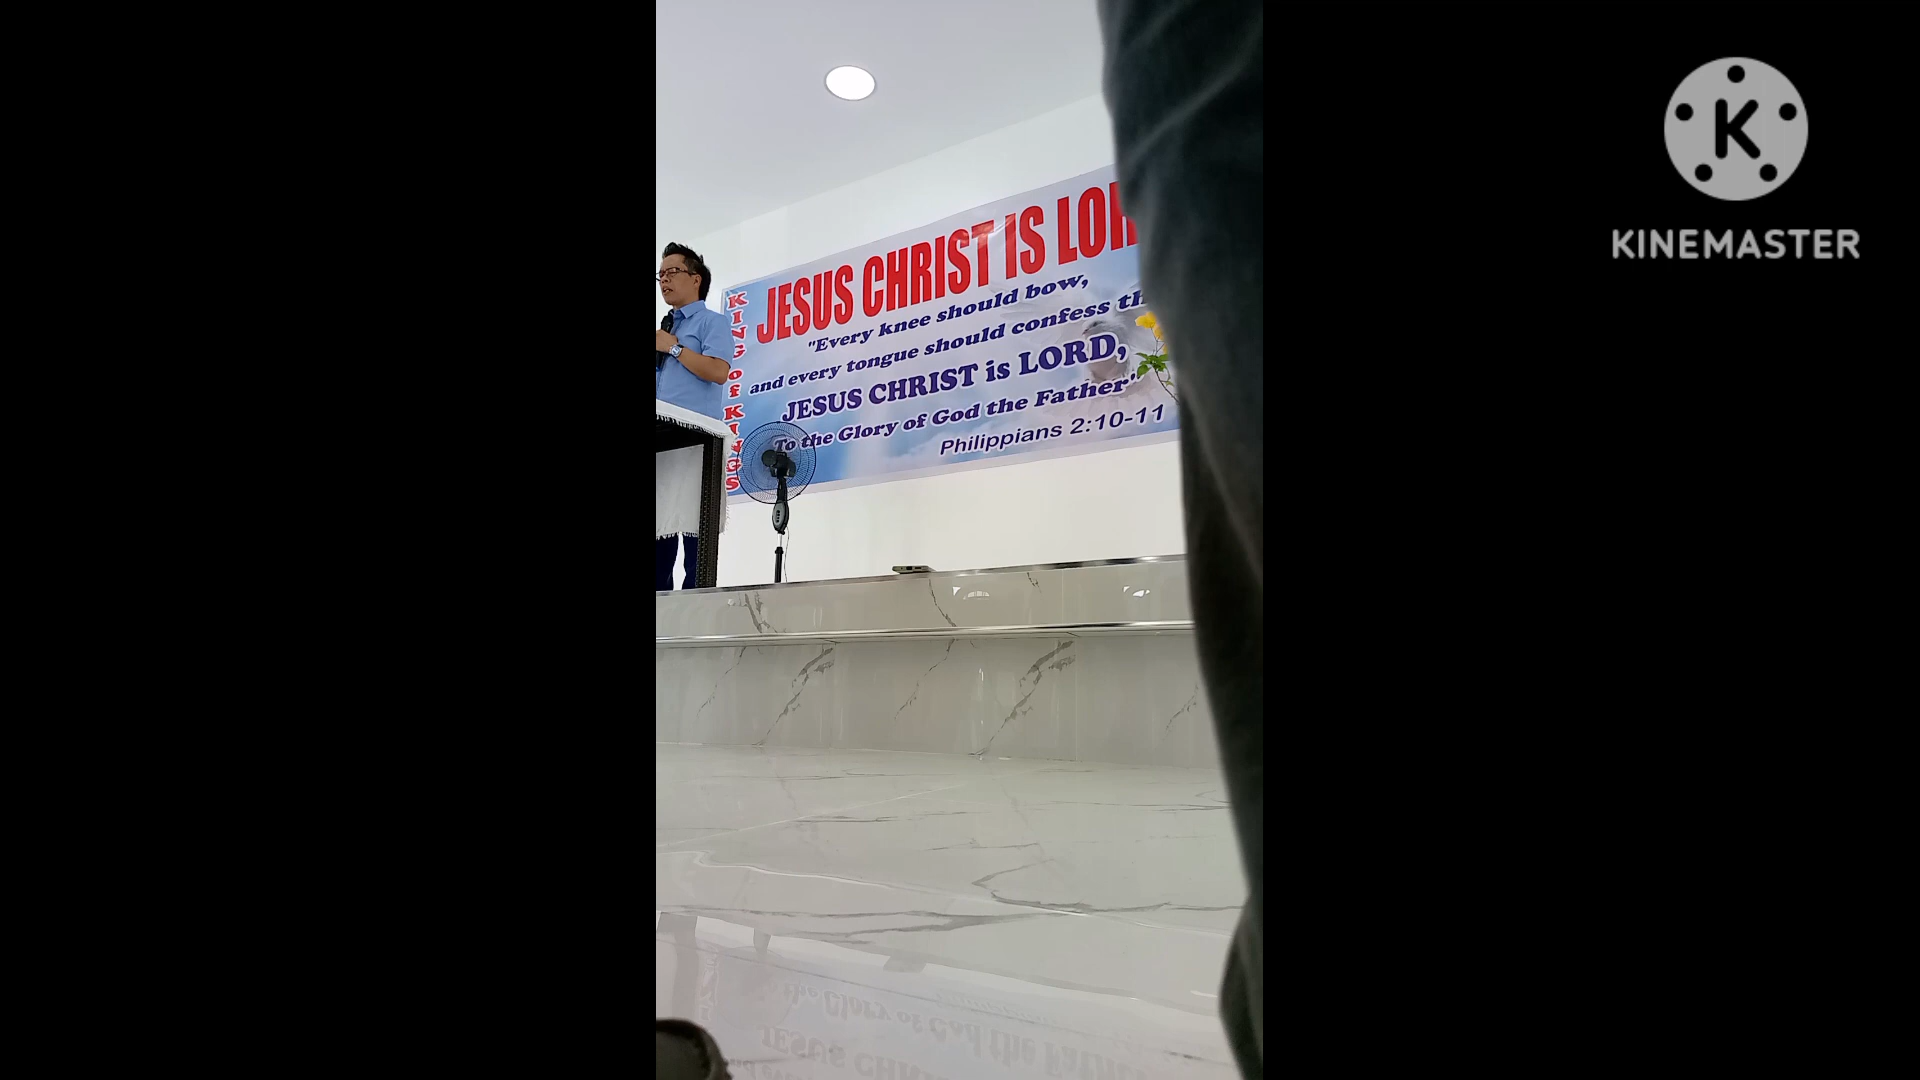 JESUS CHRIST IS LOR
"Every knee should bow,
and every tongue should confess th
JESUS CHRIST is LORD,
To the Glory of God the Father"
Philippians 2:10-11
KING of KINGS
K
KINEMASTER